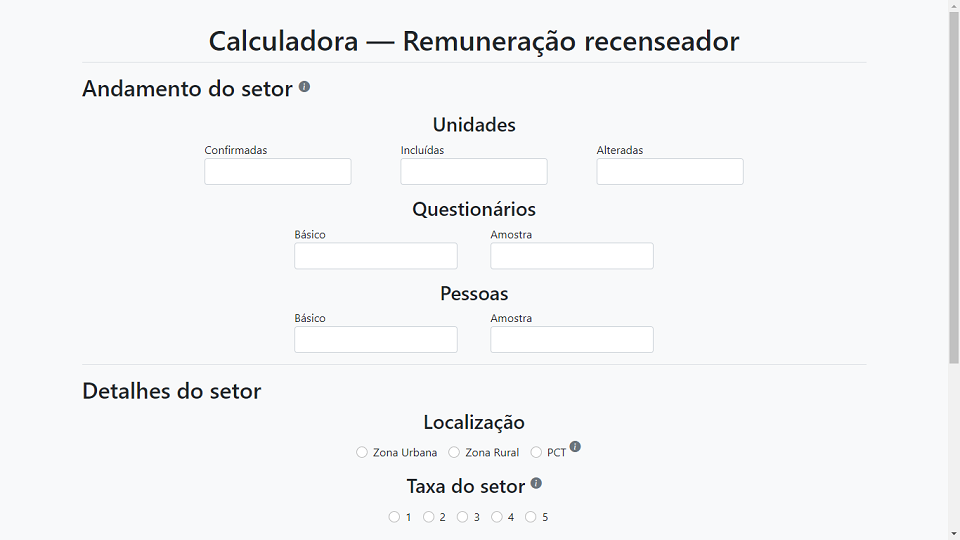 Calculadora — Remuneração recenseador
Andamento do setor
Unidades
Confirmadas Incluídas Alteradas
Questionários
Básico Amostra
Pessoas
Básico Amostra
Detalhes do setor
Localização
Zona Urbana Zona Rural PCT
Taxa do setor
1 2 3 4 5